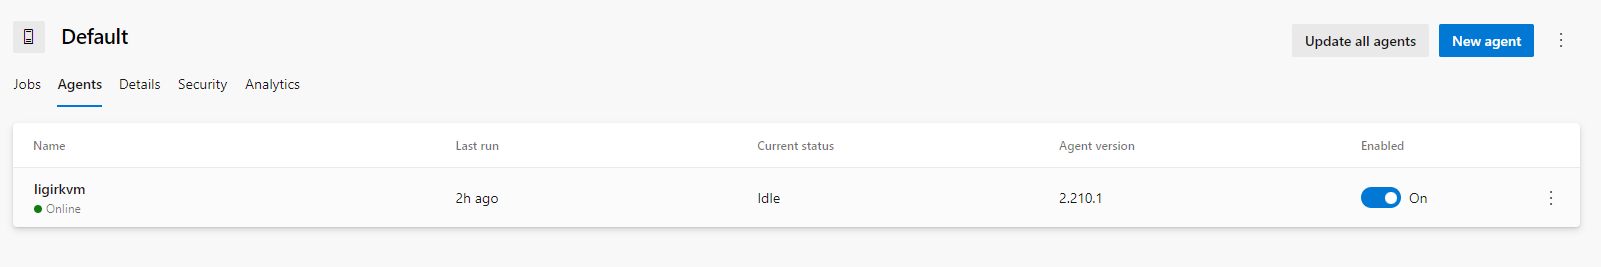 Default
Update all agents
New agent
Jobs Agents Details Security Analytics
Name Last run Current status Agent version Enabled
ligirkvm
Online
2h ago Idle 2.210.1 On